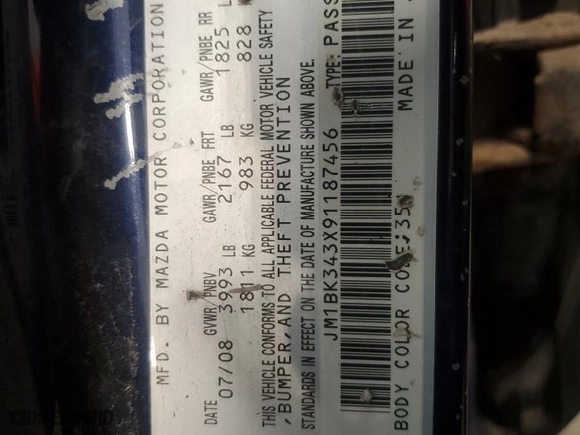 MFD. BY MAZDA MOTOR CORPORATION
DATE GVWR/PNBV GAWR/PNBE FRT GAWR/PNBE RR
07/08 3993 LB 2167 LB 1825
1811 KG 983 KG 828
THIS VEHICLE CONFORMS TO ALL APPLICABLE FEDERAL MOTOR VEHICLE SAFETY
,BUMPER,AND THEFT PREVENTION
STANDARDS IN EFFECT ON THE DATE OF MANUFACTURE SHOWN ABOVE.
JM1BK343X91187456 TYPE: PASS
BODY COLOR CODE:35 MADE IN